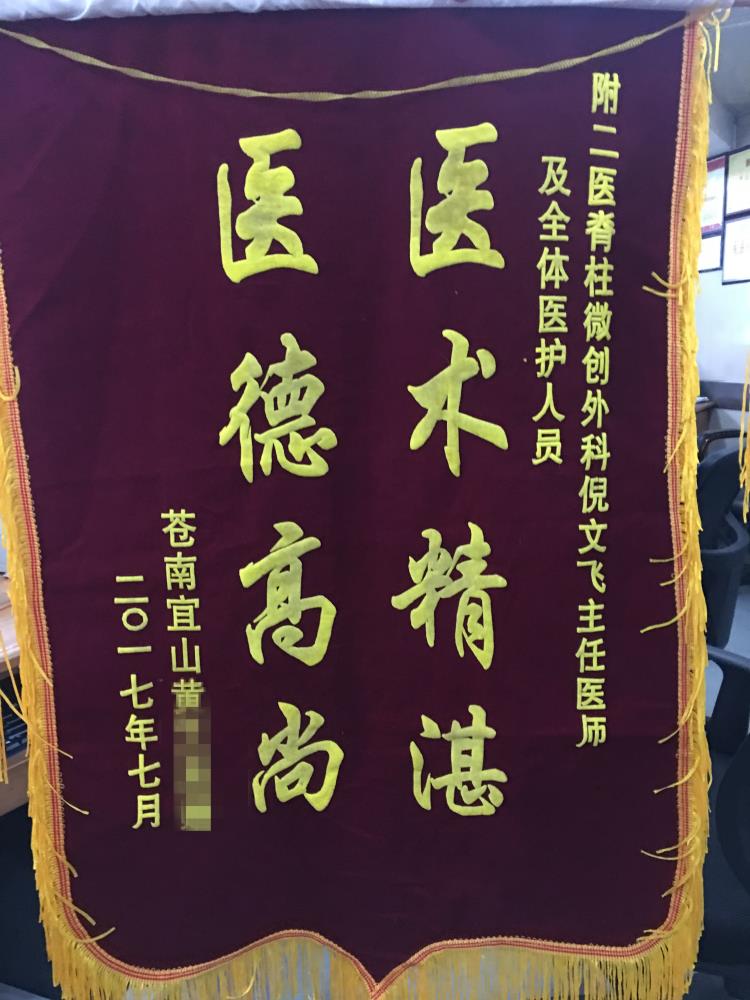 附二医脊柱微创外科倪文飞主任医师
及全体医护人员
医术精湛
医德高尚
苍南宜山黄
二〇一七年七月